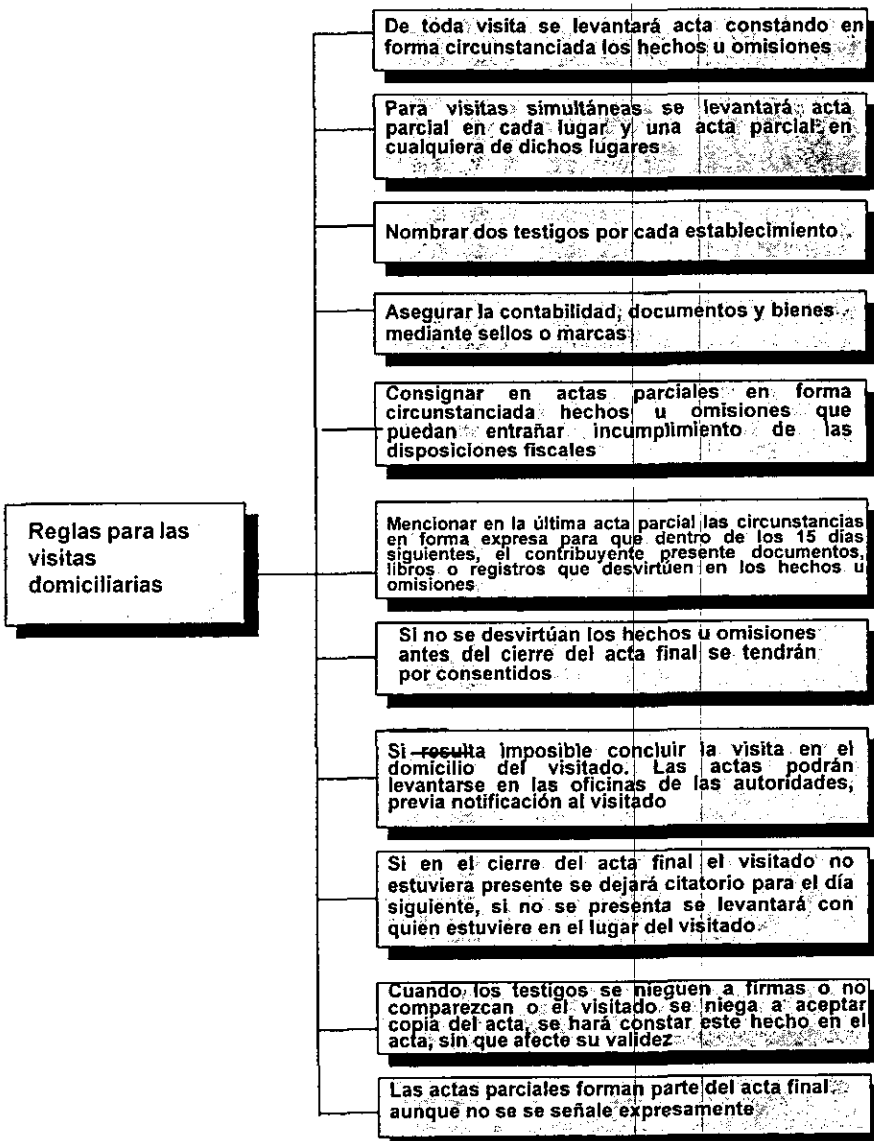 De toda visita se levantará acta constando en
forma circunstanciada los hechos u omisiones
Para visitas simultáneas se levantará acta
parcial en cada lugar y una acta parcial en
cualquiera de dichos lugares
Nombrar dos testigos por cada establecimiento
Asegurar la contabilidad, documentos y bienes
mediante sellos o marcas
Consignar en actas parciales en forma
circunstanciada hechos u omisiones que
puedan entrañar incumplimiento de las
disposiciones fiscales
Reglas para las
visitas
domiciliarias
Mencionar en la última acta parcial las circunstancias
en forma expresa para que dentro de los 15 días
siguientes, el contribuyente presente documentos,
libros o registros que desvirtúen en los hechos u
omisiones
Si no se desvirtúan los hechos u omisiones
antes del cierre del acta final se tendrán
por consentidos
Si resulta imposible concluir la visita en el
domicilio del visitado. Las actas podrán
levantarse en las oficinas de las autoridades,
previa notificación al visitado
Si en el cierre del acta final el visitado no
estuviera presente se dejará citatorio para el día
siguiente, si no se presenta se levantará con
quien estuviere en el lugar del visitado
Cuando los testigos se nieguen a firmas o no
comparezcan o el visitado se niega a aceptar
copia del acta, se hará constar este hecho en el
acta, sin que afecte su validez
Las actas parciales forman parte del acta final
aunque no se se señale expresamente